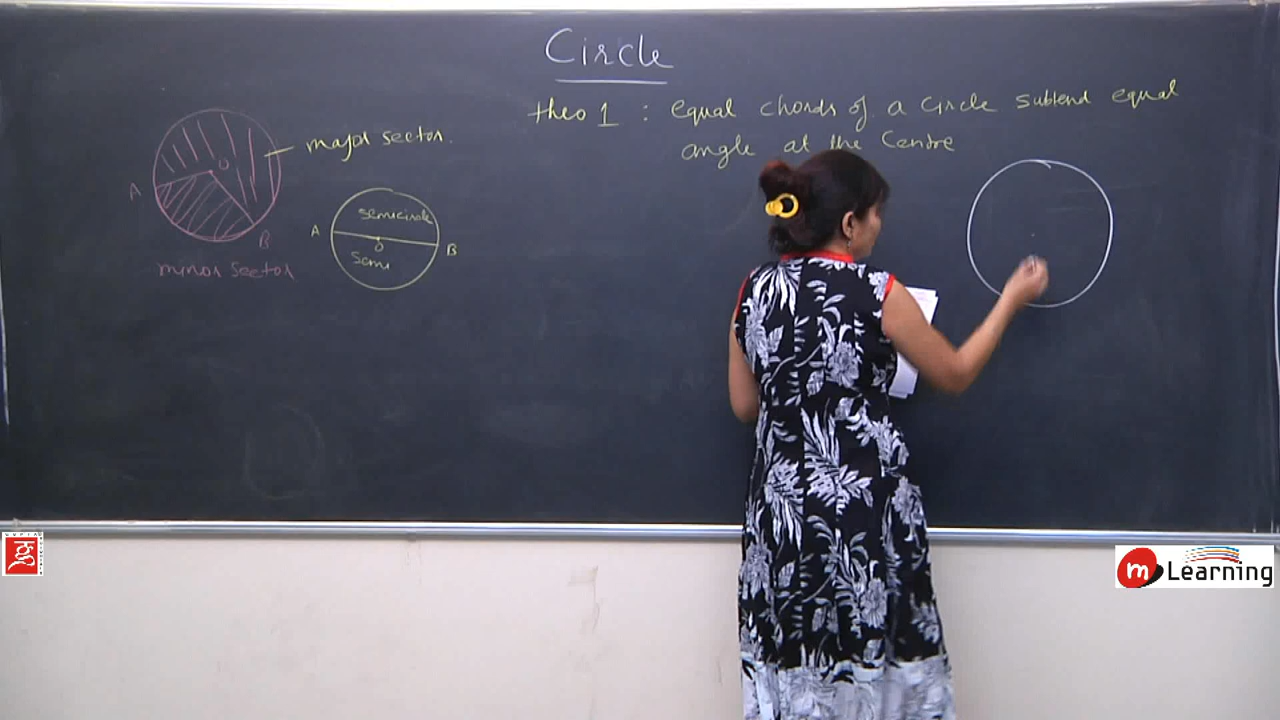 Circle
theo 1 : equal chords of a circle subtend equal
angle at the Centre
major sector.
O
A
B
minor sector
semicircle
A
B
O
Semi
ग
m Learning